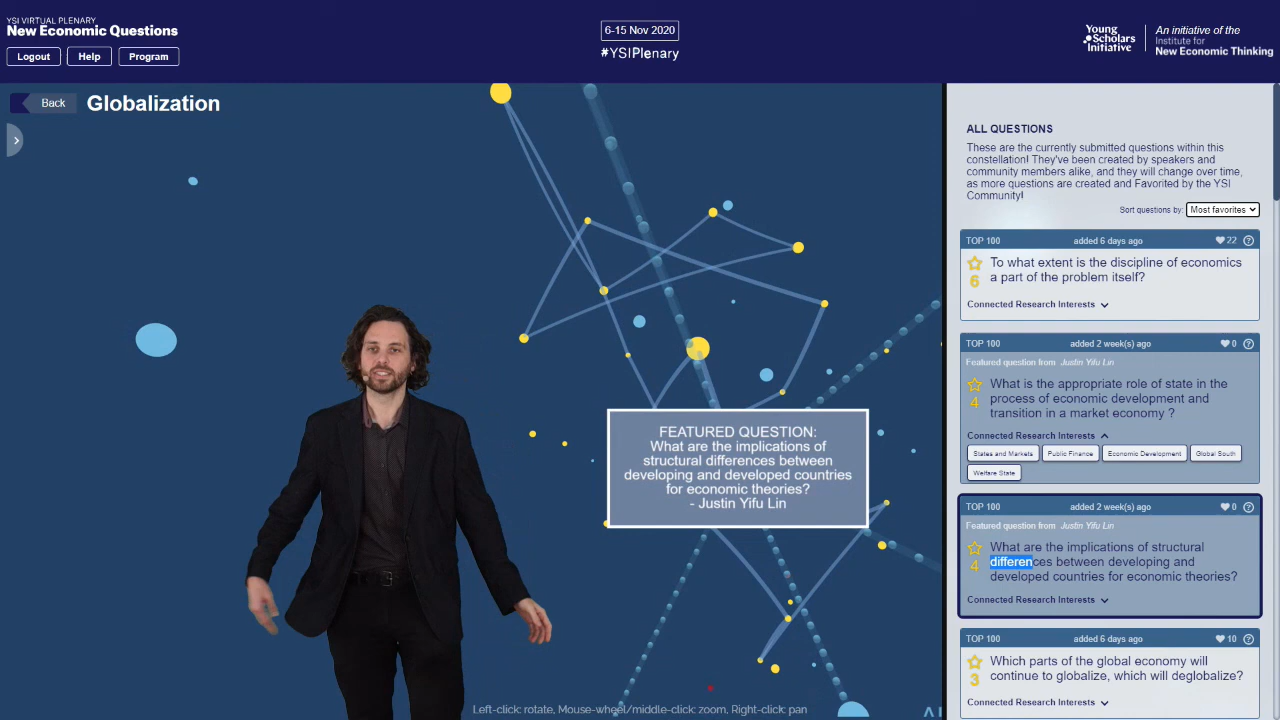 YSI VIRTUAL PLENARY
New Economic Questions
Logout
Help
Program
6-15 Nov 2020
#YSIPlenary
Young Scholars Initiative
An initiative of the
Institute for
New Economic Thinking
Back
Globalization
FEATURED QUESTION:
What are the implications of
structural differences between
developing and developed countries
for economic theories?
- Justin Yifu Lin
Left-click: rotate, Mouse-wheel/middle-click: zoom, Right-click: pan
ALL QUESTIONS
These are the currently submitted questions within this
constellation! They've been created by speakers and
community members alike, and they will change over time,
as more questions are created and Favorited by the YSI
Community!
Sort questions by: Most favorites
TOP 100 added 6 days ago 22 ?
To what extent is the discipline of economics
a part of the problem itself?
6
Connected Research Interests
TOP 100 added 2 week(s) ago 0 ?
Featured question from Justin Yifu Lin
What is the appropriate role of state in the
process of economic development and
transition in a market economy ?
4
Connected Research Interests
States and Markets Public Finance Economic Development Global South
Welfare State
TOP 100 added 2 week(s) ago 0 ?
Featured question from Justin Yifu Lin
What are the implications of structural
differences between developing and
developed countries for economic theories?
4
Connected Research Interests
TOP 100 added 6 days ago 10 ?
Which parts of the global economy will
continue to globalize, which will deglobalize?
3
Connected Research Interests